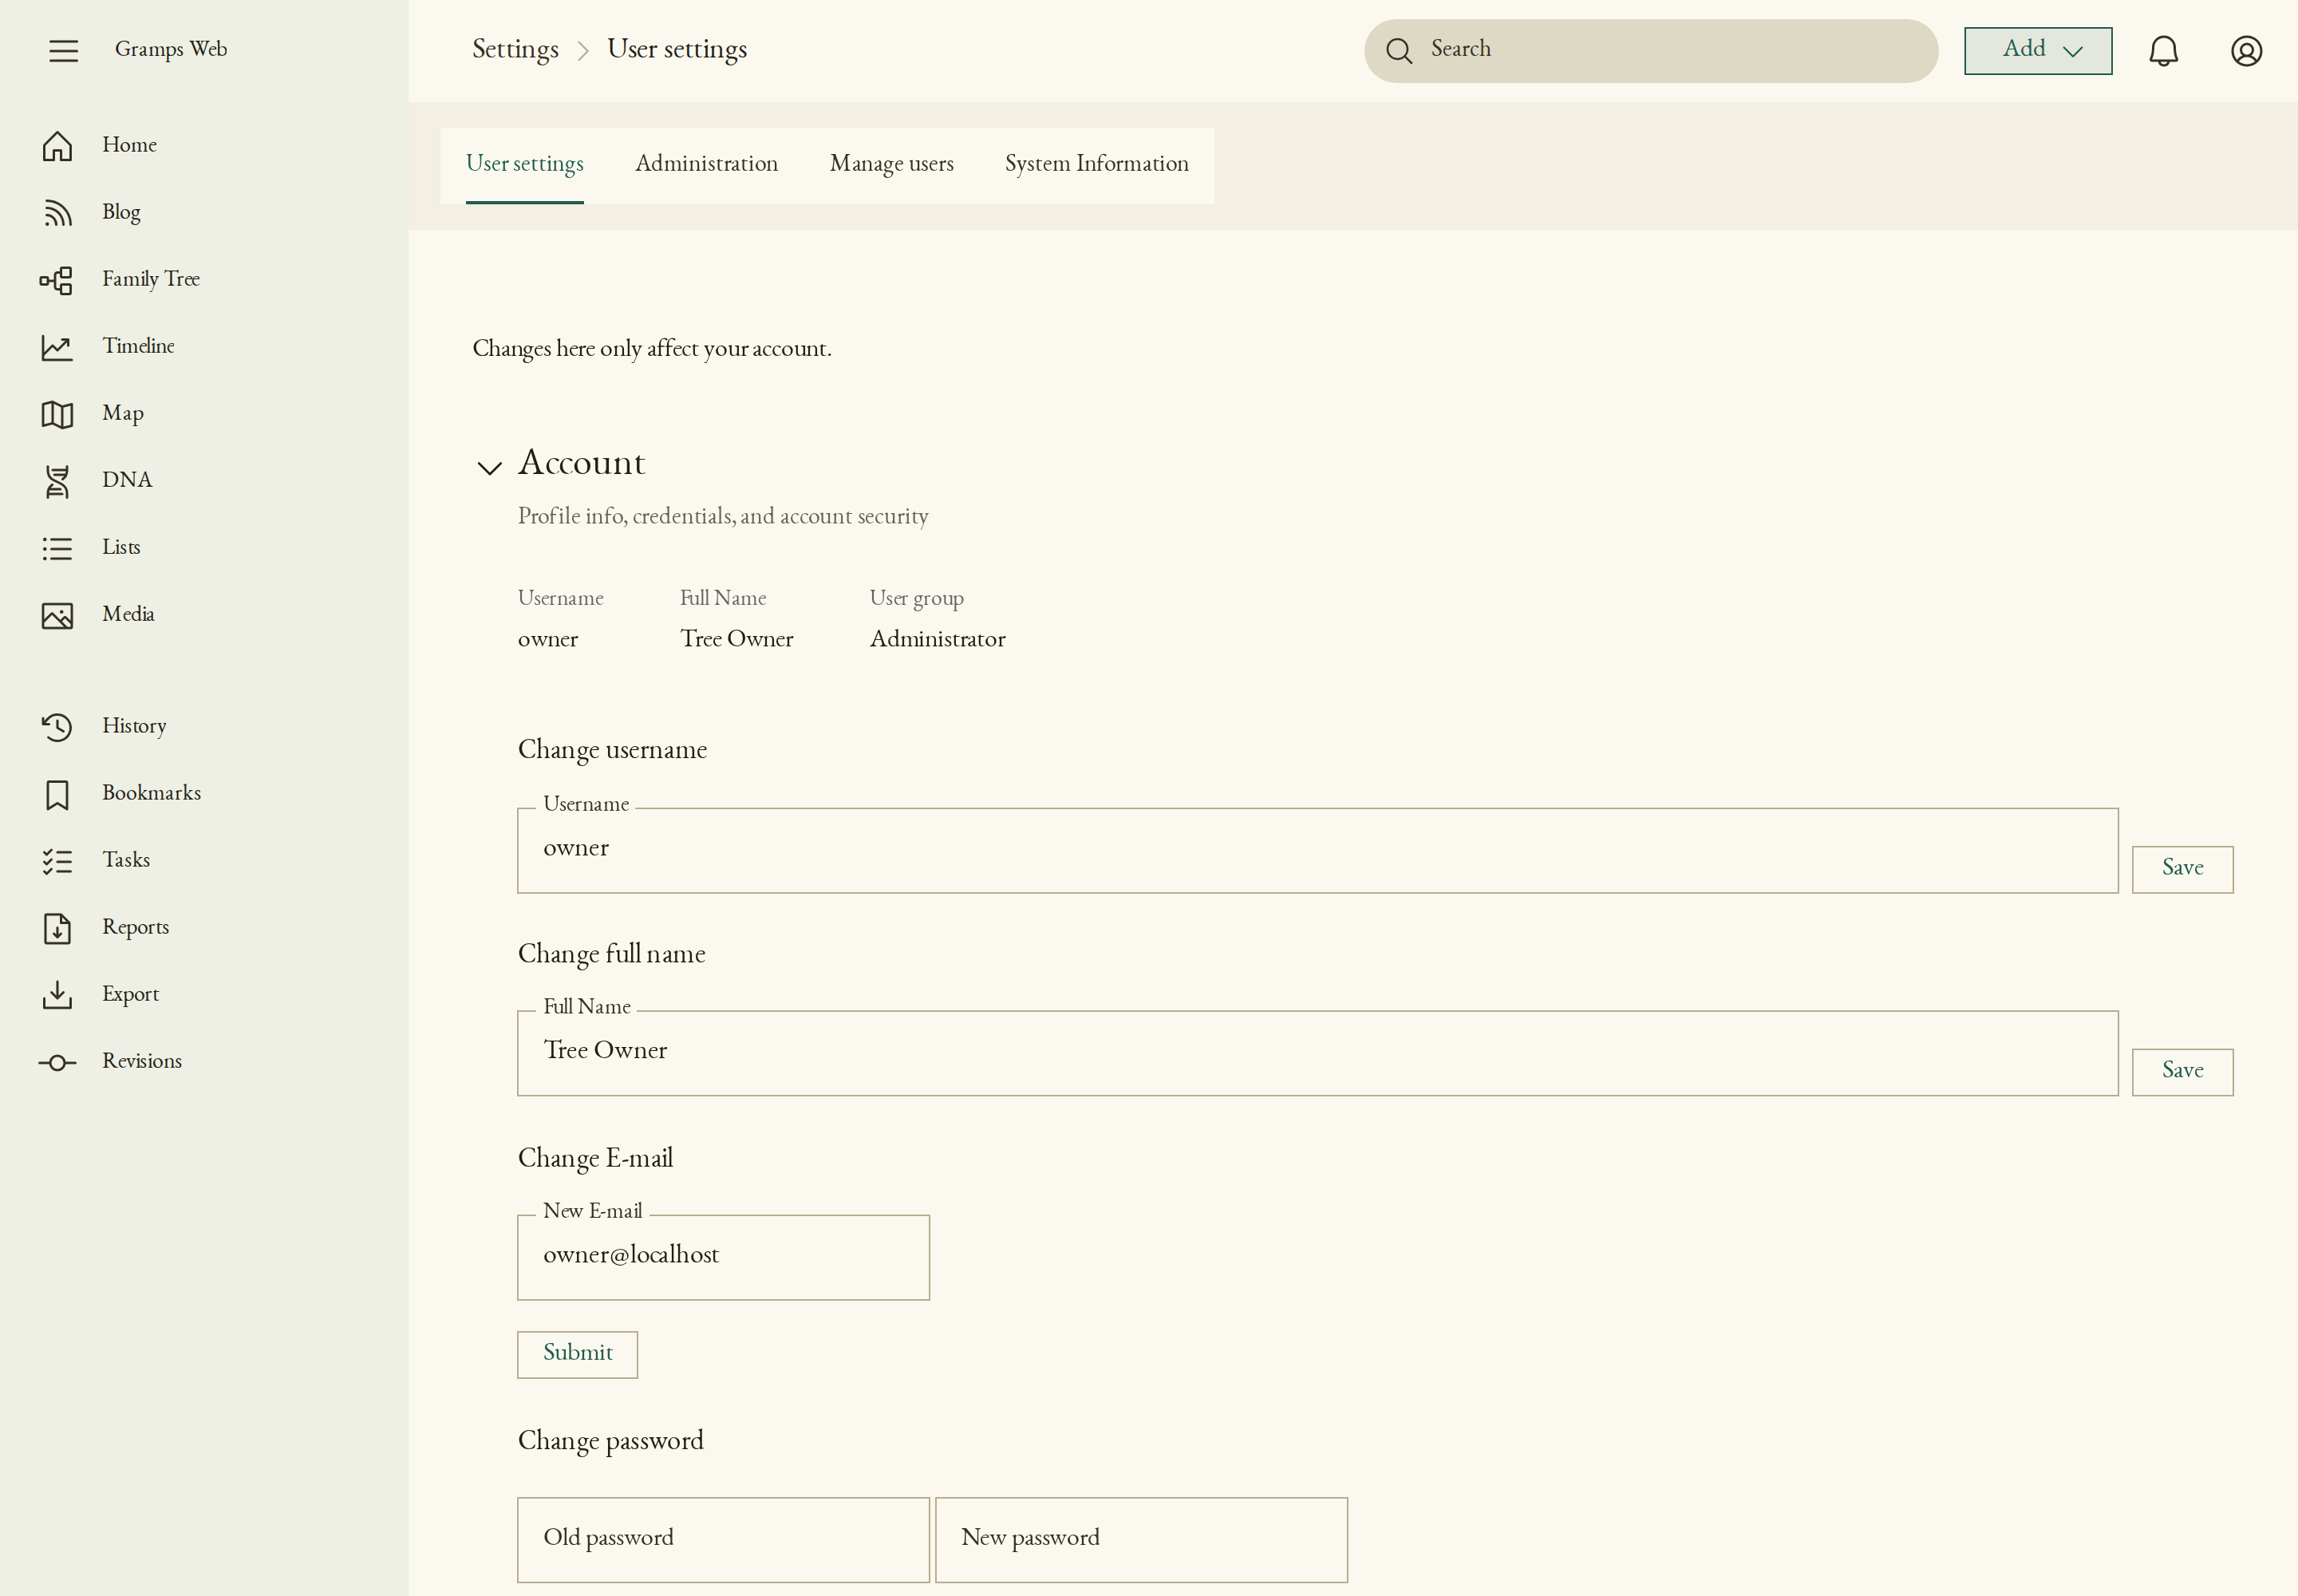 Gramps Web
Settings
User settings
Search
Add
Home
Blog
Family Tree
Timeline
Map
DNA
Lists
Media
History
Bookmarks
Tasks
Reports
Export
Revisions
User settings
Administration
Manage users
System Information
Changes here only affect your account.
Account
Profile info, credentials, and account security
Username
Full Name
User group
owner
Tree Owner
Administrator
Change username
Username
owner
Save
Change full name
Full Name
Tree Owner
Save
Change E-mail
New E-mail
owner@localhost
Submit
Change password
Old password
New password